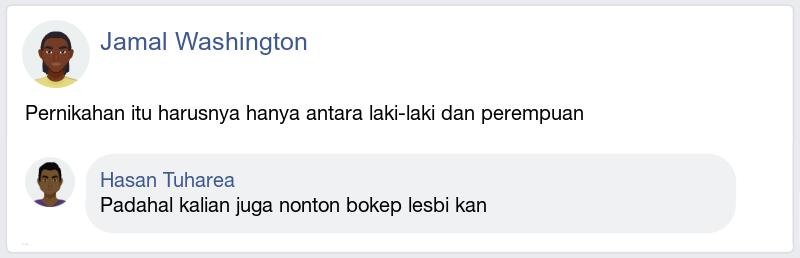 Jamal Washington
Pernikahan itu harusnya hanya antara laki-laki dan perempuan
Hasan Tuharea
Padahal kalian juga nonton bokep lesbi kan